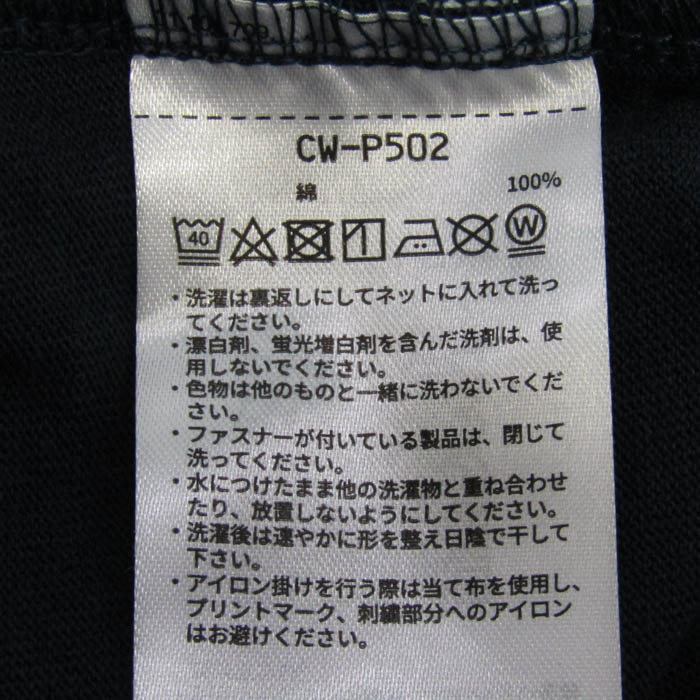 CW-P502
綿 100%
40 W
・洗濯は裏返しにしてネットに入れて洗っ
てください。
・漂白剤、蛍光増白剤を含んだ洗剤は、使
用しないでください。
・色物は他のものと一緒に洗わないでくだ
さい。
・ファスナーが付いている製品は、閉じて
洗ってください。
・水につけたまま他の洗濯物と重ね合わせ
たり、放置しないようにしてください。
・洗濯後は速やかに形を整え日陰で干して
下さい。
・アイロン掛けを行う際は当て布を使用し、
プリントマーク、刺繍部分へのアイロン
はお避けください。